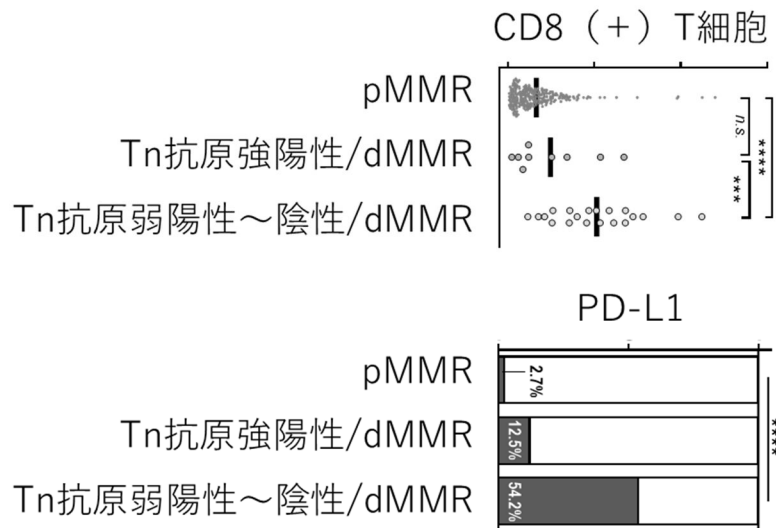 CD8（+）T細胞
pMMR
Tn抗原強陽性/dMMR
Tn抗原弱陽性～陰性/dMMR
n.s.
***
****
PD-L1
pMMR
2.7%
Tn抗原強陽性/dMMR
12.5%
Tn抗原弱陽性～陰性/dMMR
54.2%
****